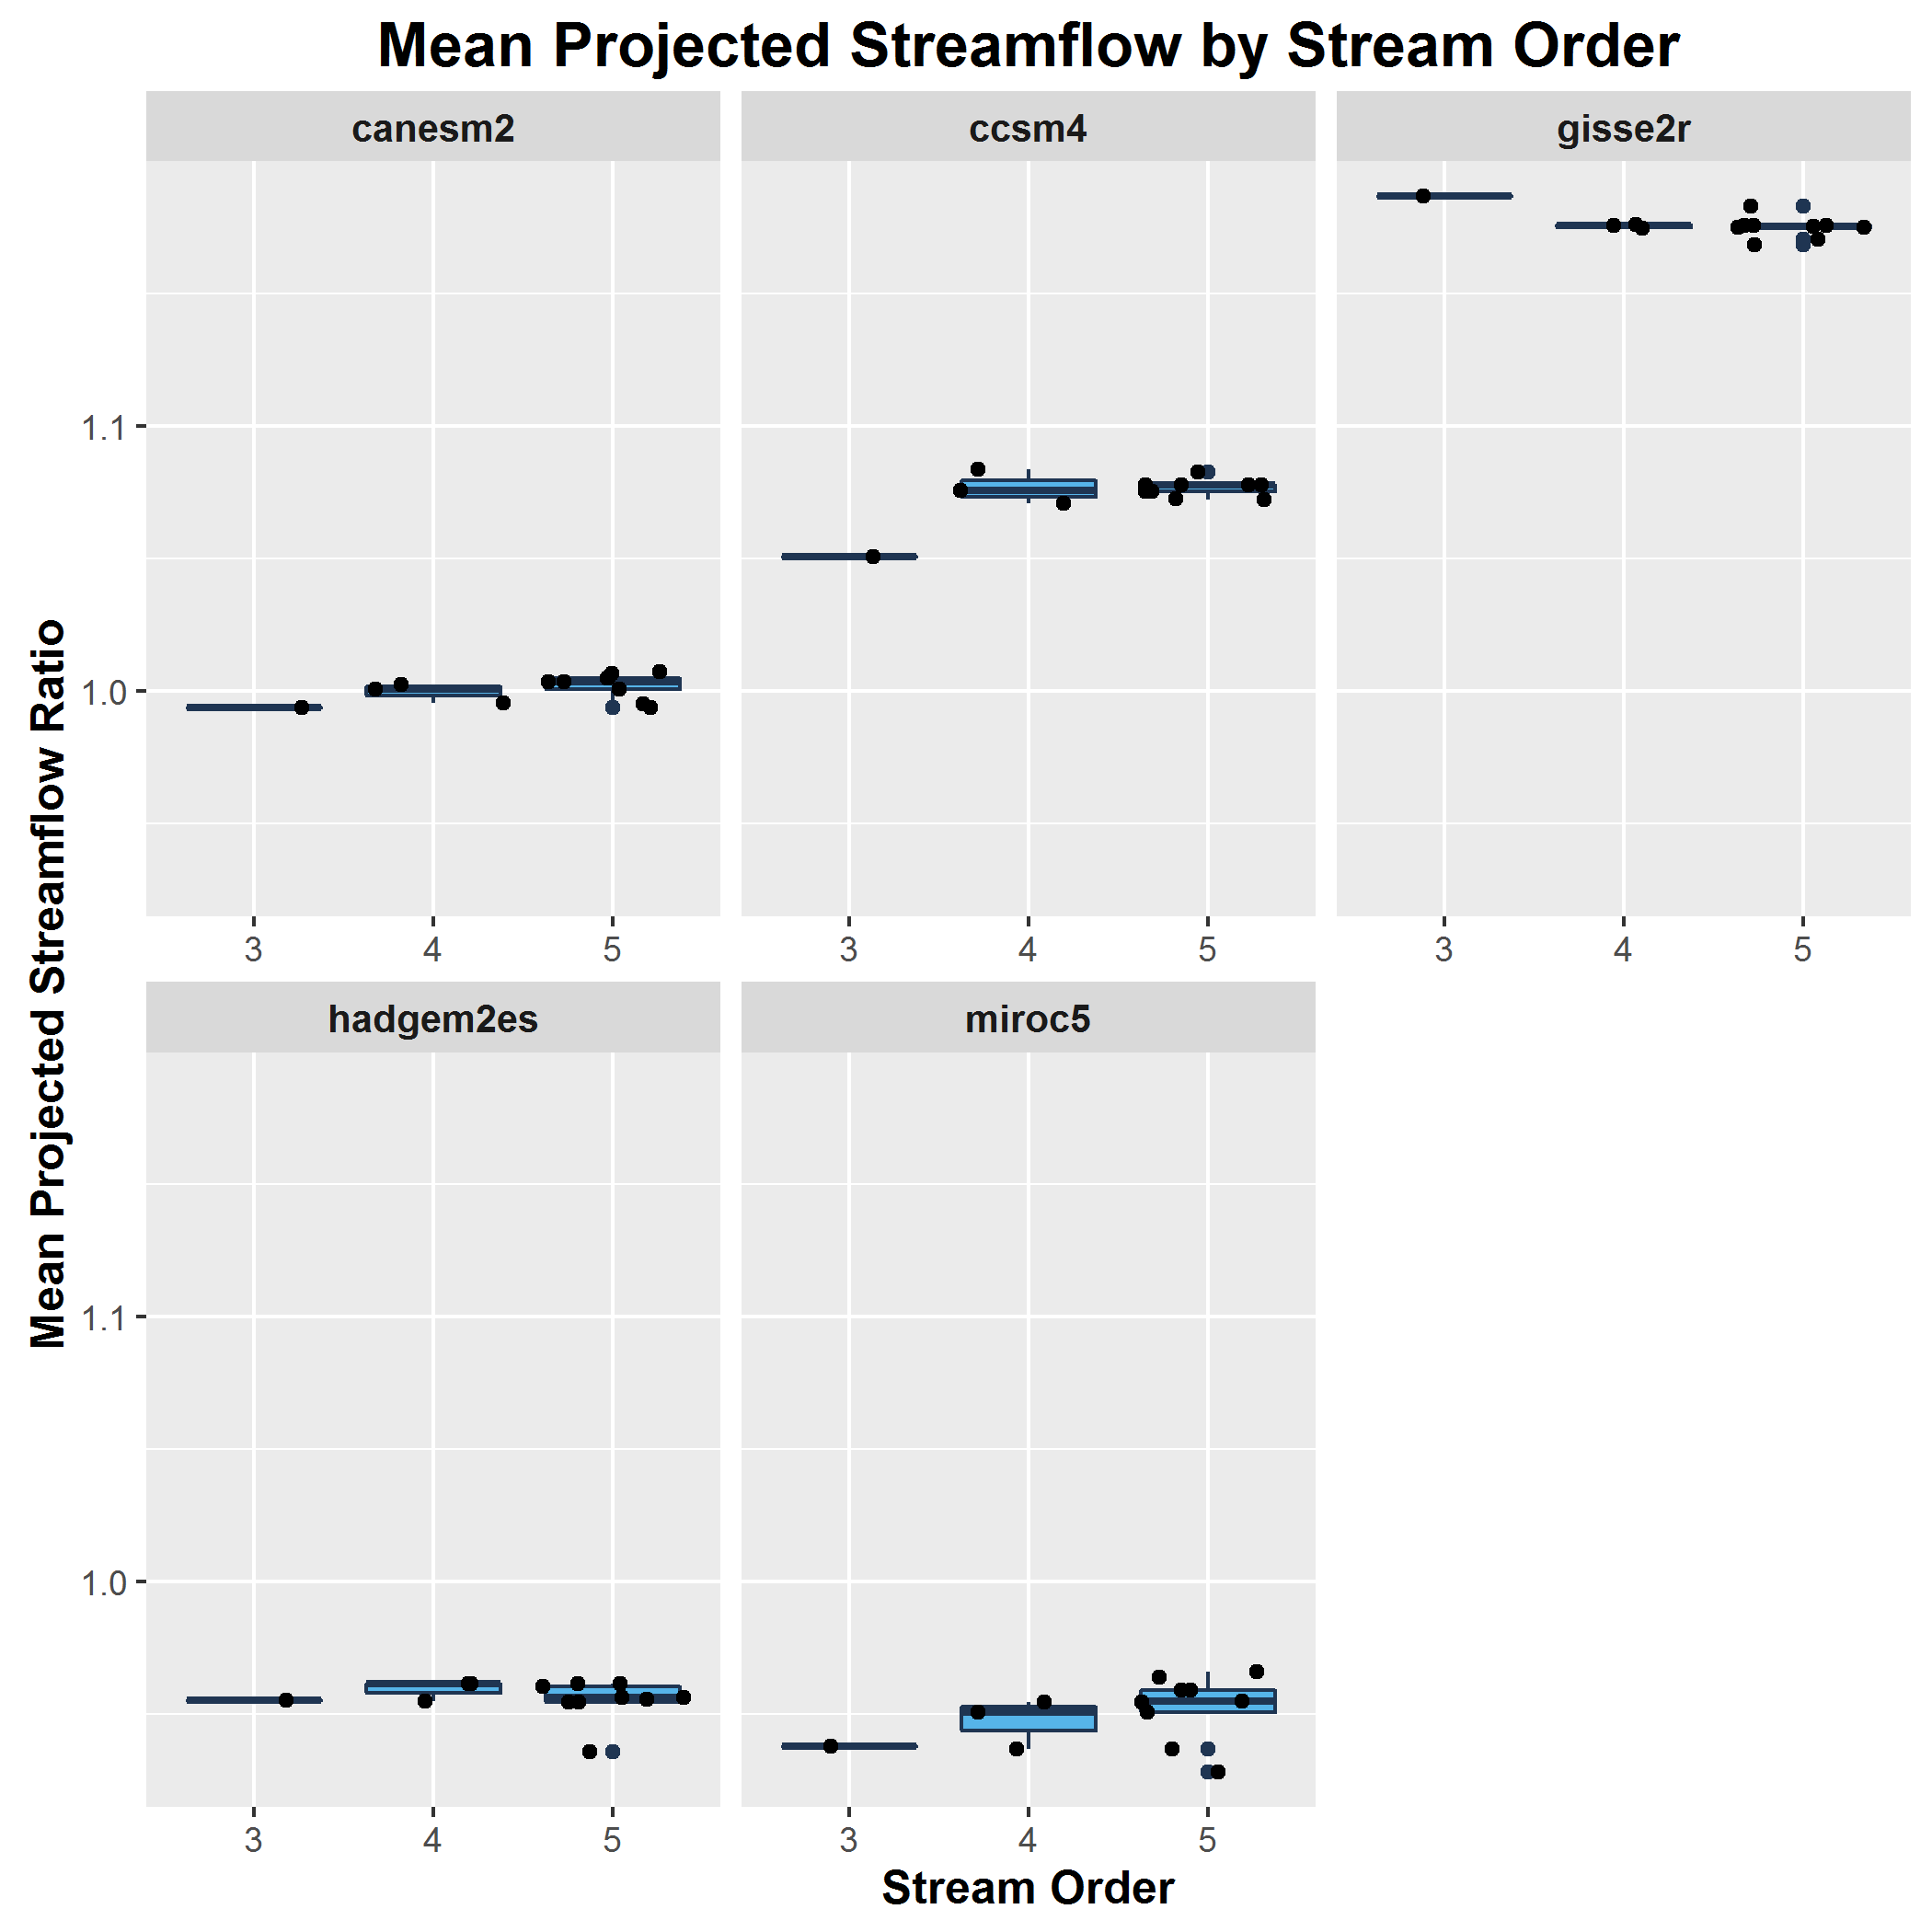 Mean Projected Streamflow by Stream Order
canesm2
ccsm4
gisse2r
1.1
1.0
3 4 5
3 4 5
3 4 5
Mean Projected Streamflow Ratio
hadgem2es
miroc5
1.1
1.0
3 4 5
3 4 5
Stream Order